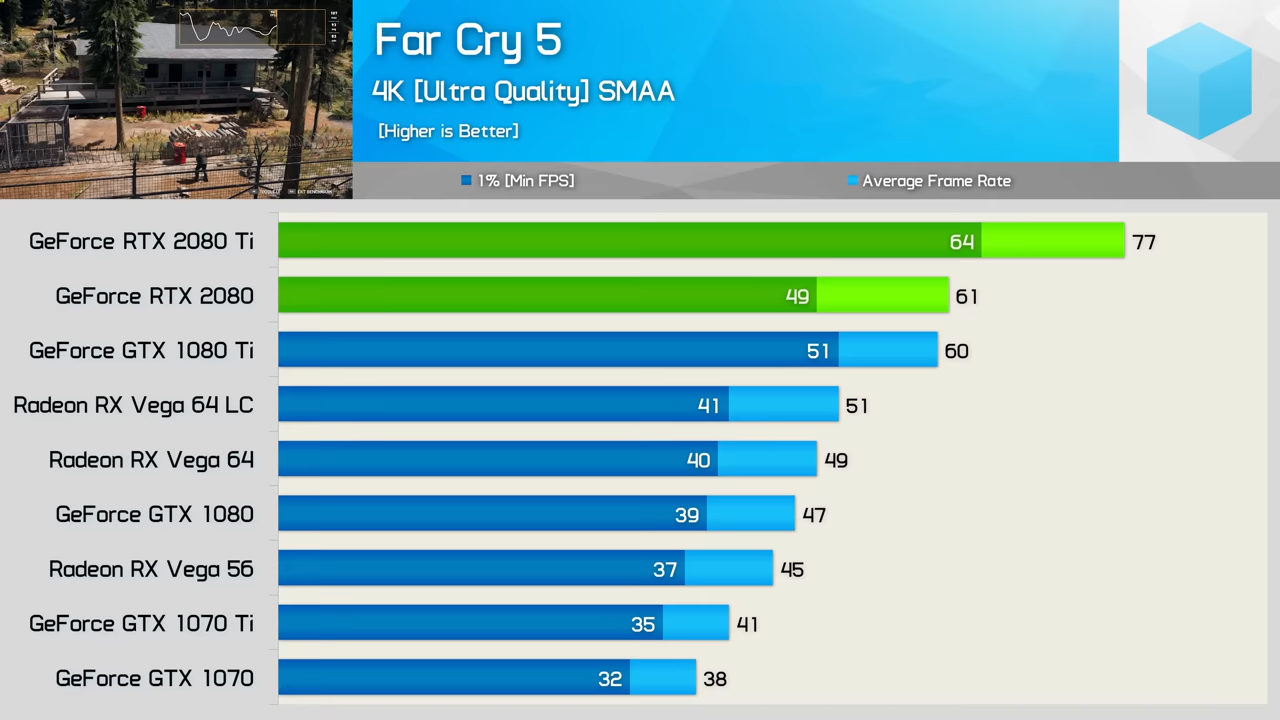 Far Cry 5
4K [Ultra Quality] SMAA
[Higher is Better]
1% [Min FPS]
Average Frame Rate
GeForce RTX 2080 Ti 64 77
GeForce RTX 2080 49 61
GeForce GTX 1080 Ti 51 60
Radeon RX Vega 64 LC 41 51
Radeon RX Vega 64 40 49
GeForce GTX 1080 39 47
Radeon RX Vega 56 37 45
GeForce GTX 1070 Ti 35 41
GeForce GTX 1070 32 38